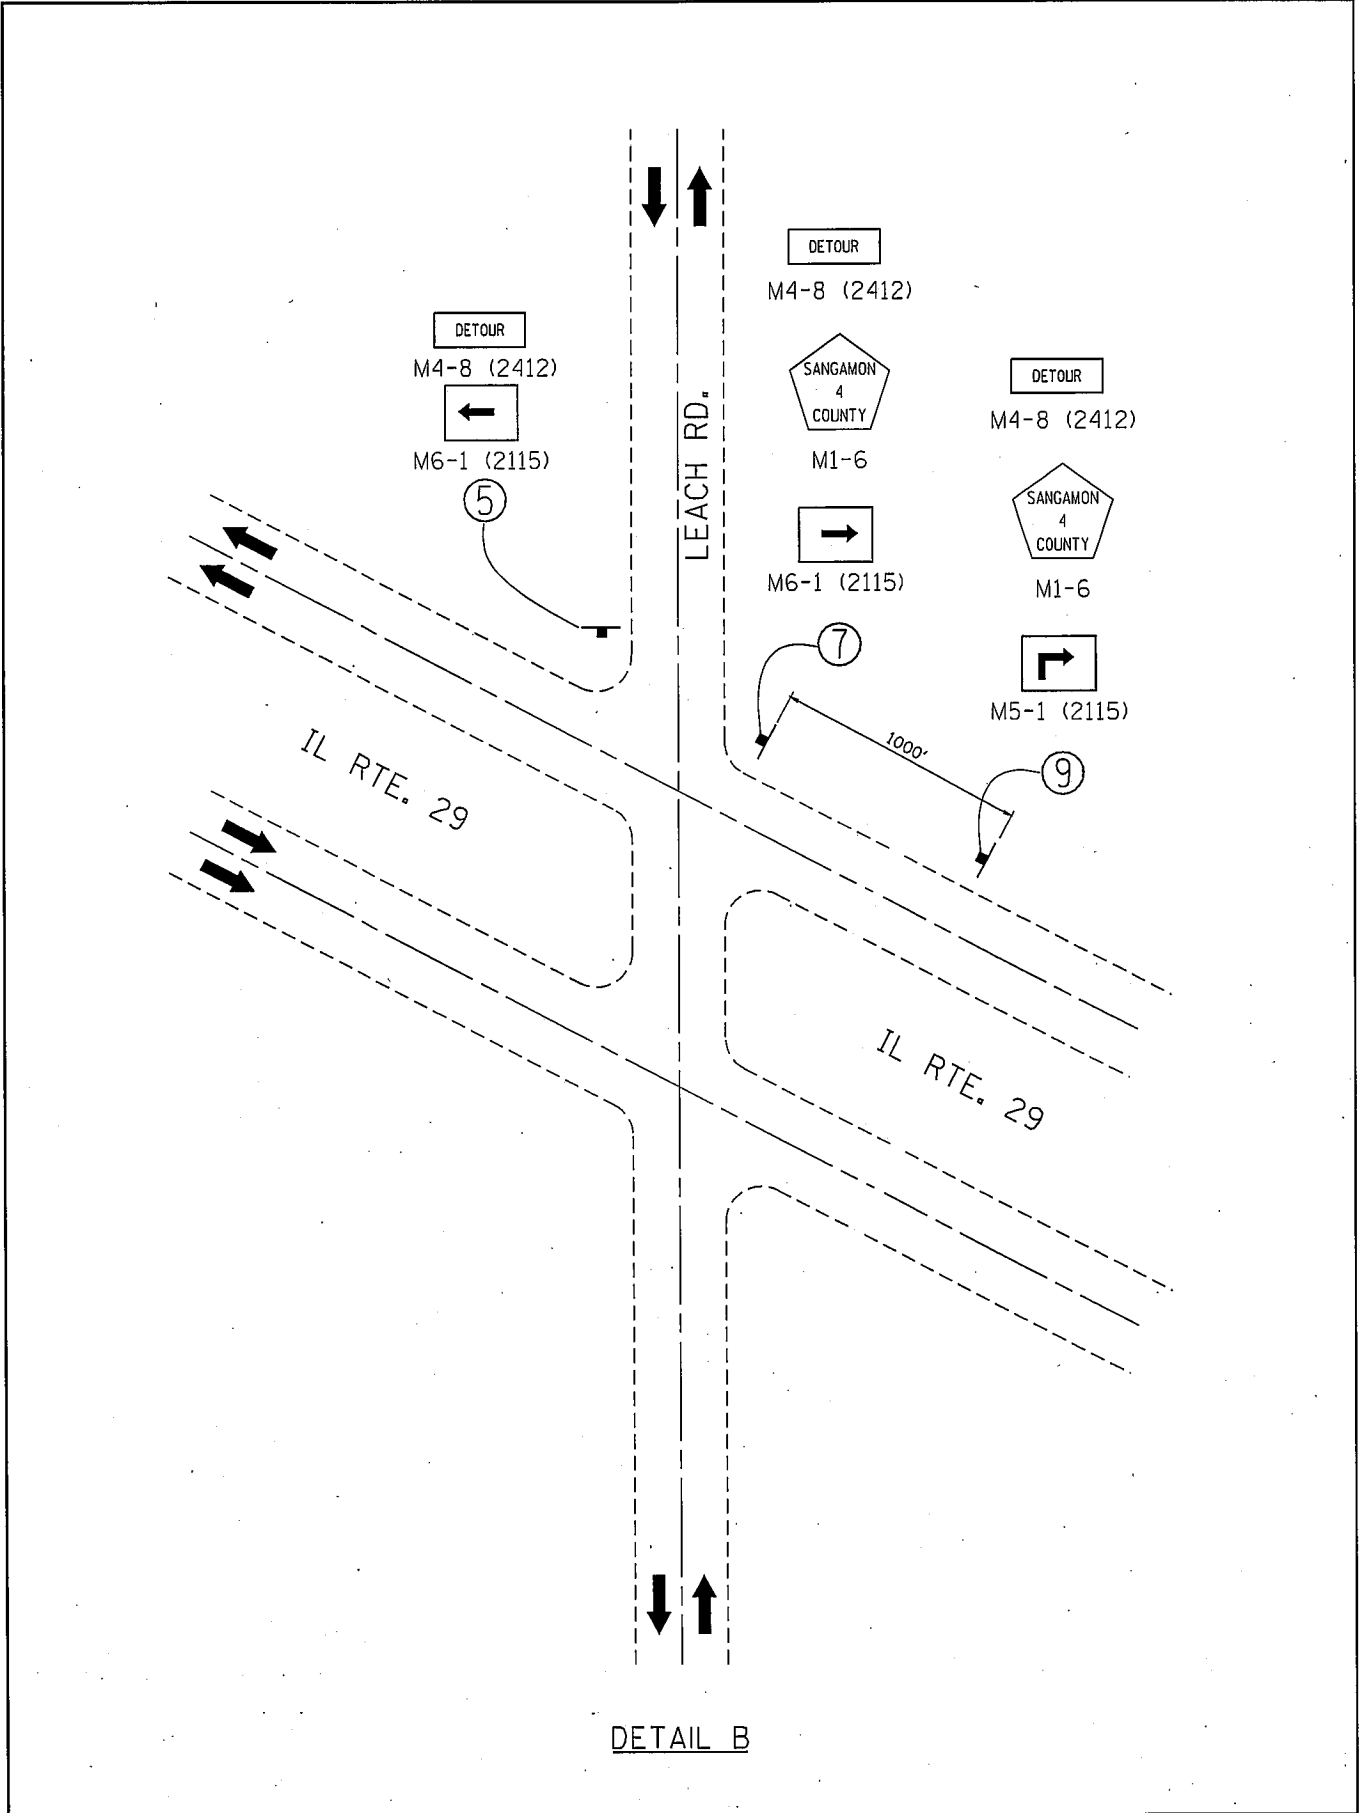 DETOUR
M4-8 (2412)
M6-1 (2115)
5
LEACH RD.
DETOUR
M4-8 (2412)
SANGAMON
4
COUNTY
M1-6
M6-1 (2115)
7
DETOUR
M4-8 (2412)
SANGAMON
4
COUNTY
M1-6
M5-1 (2115)
9
1000'
IL RTE. 29
IL RTE. 29
DETAIL B